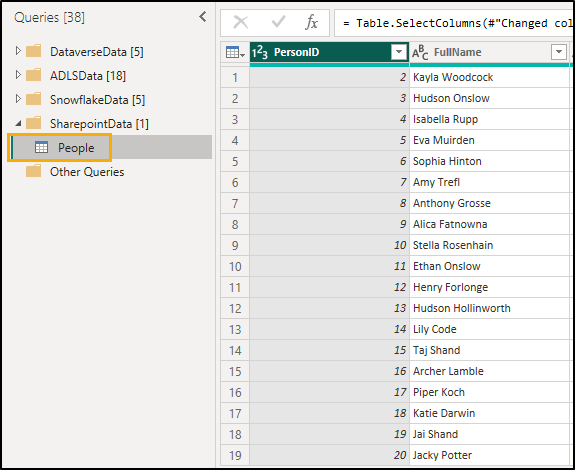 Queries [38]
DataverseData [5]
ADLSData [18]
SnowflakeData [5]
SharepointData [1]
People
Other Queries
fx = Table.SelectColumns(#"Changed col
1²3 PersonID ABC FullName
1 2 Kayla Woodcock
2 3 Hudson Onslow
3 4 Isabella Rupp
4 5 Eva Muirden
5 6 Sophia Hinton
6 7 Amy Trefl
7 8 Anthony Grosse
8 9 Alica Fatnowna
9 10 Stella Rosenhain
10 11 Ethan Onslow
11 12 Henry Forlonge
12 13 Hudson Hollinworth
13 14 Lily Code
14 15 Taj Shand
15 16 Archer Lamble
16 17 Piper Koch
17 18 Katie Darwin
18 19 Jai Shand
19 20 Jacky Potter